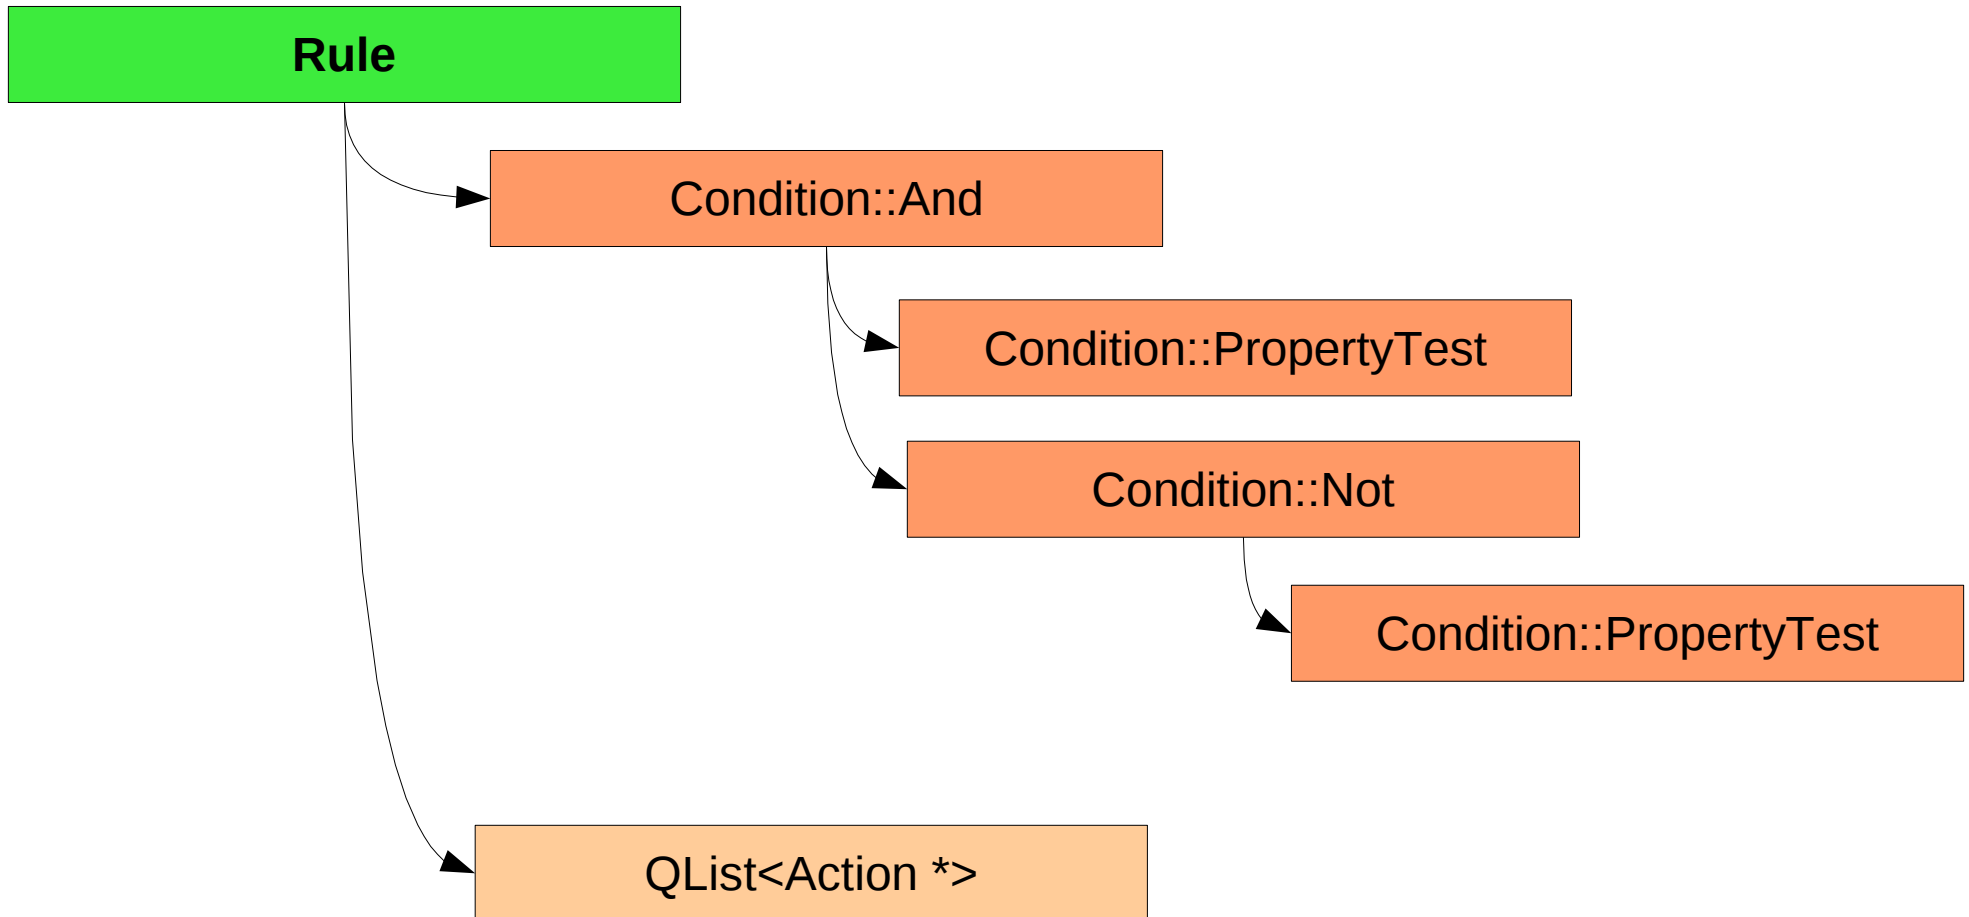 Rule
Condition::And
Condition::PropertyTest
Condition::Not
Condition::PropertyTest
QList<Action *>